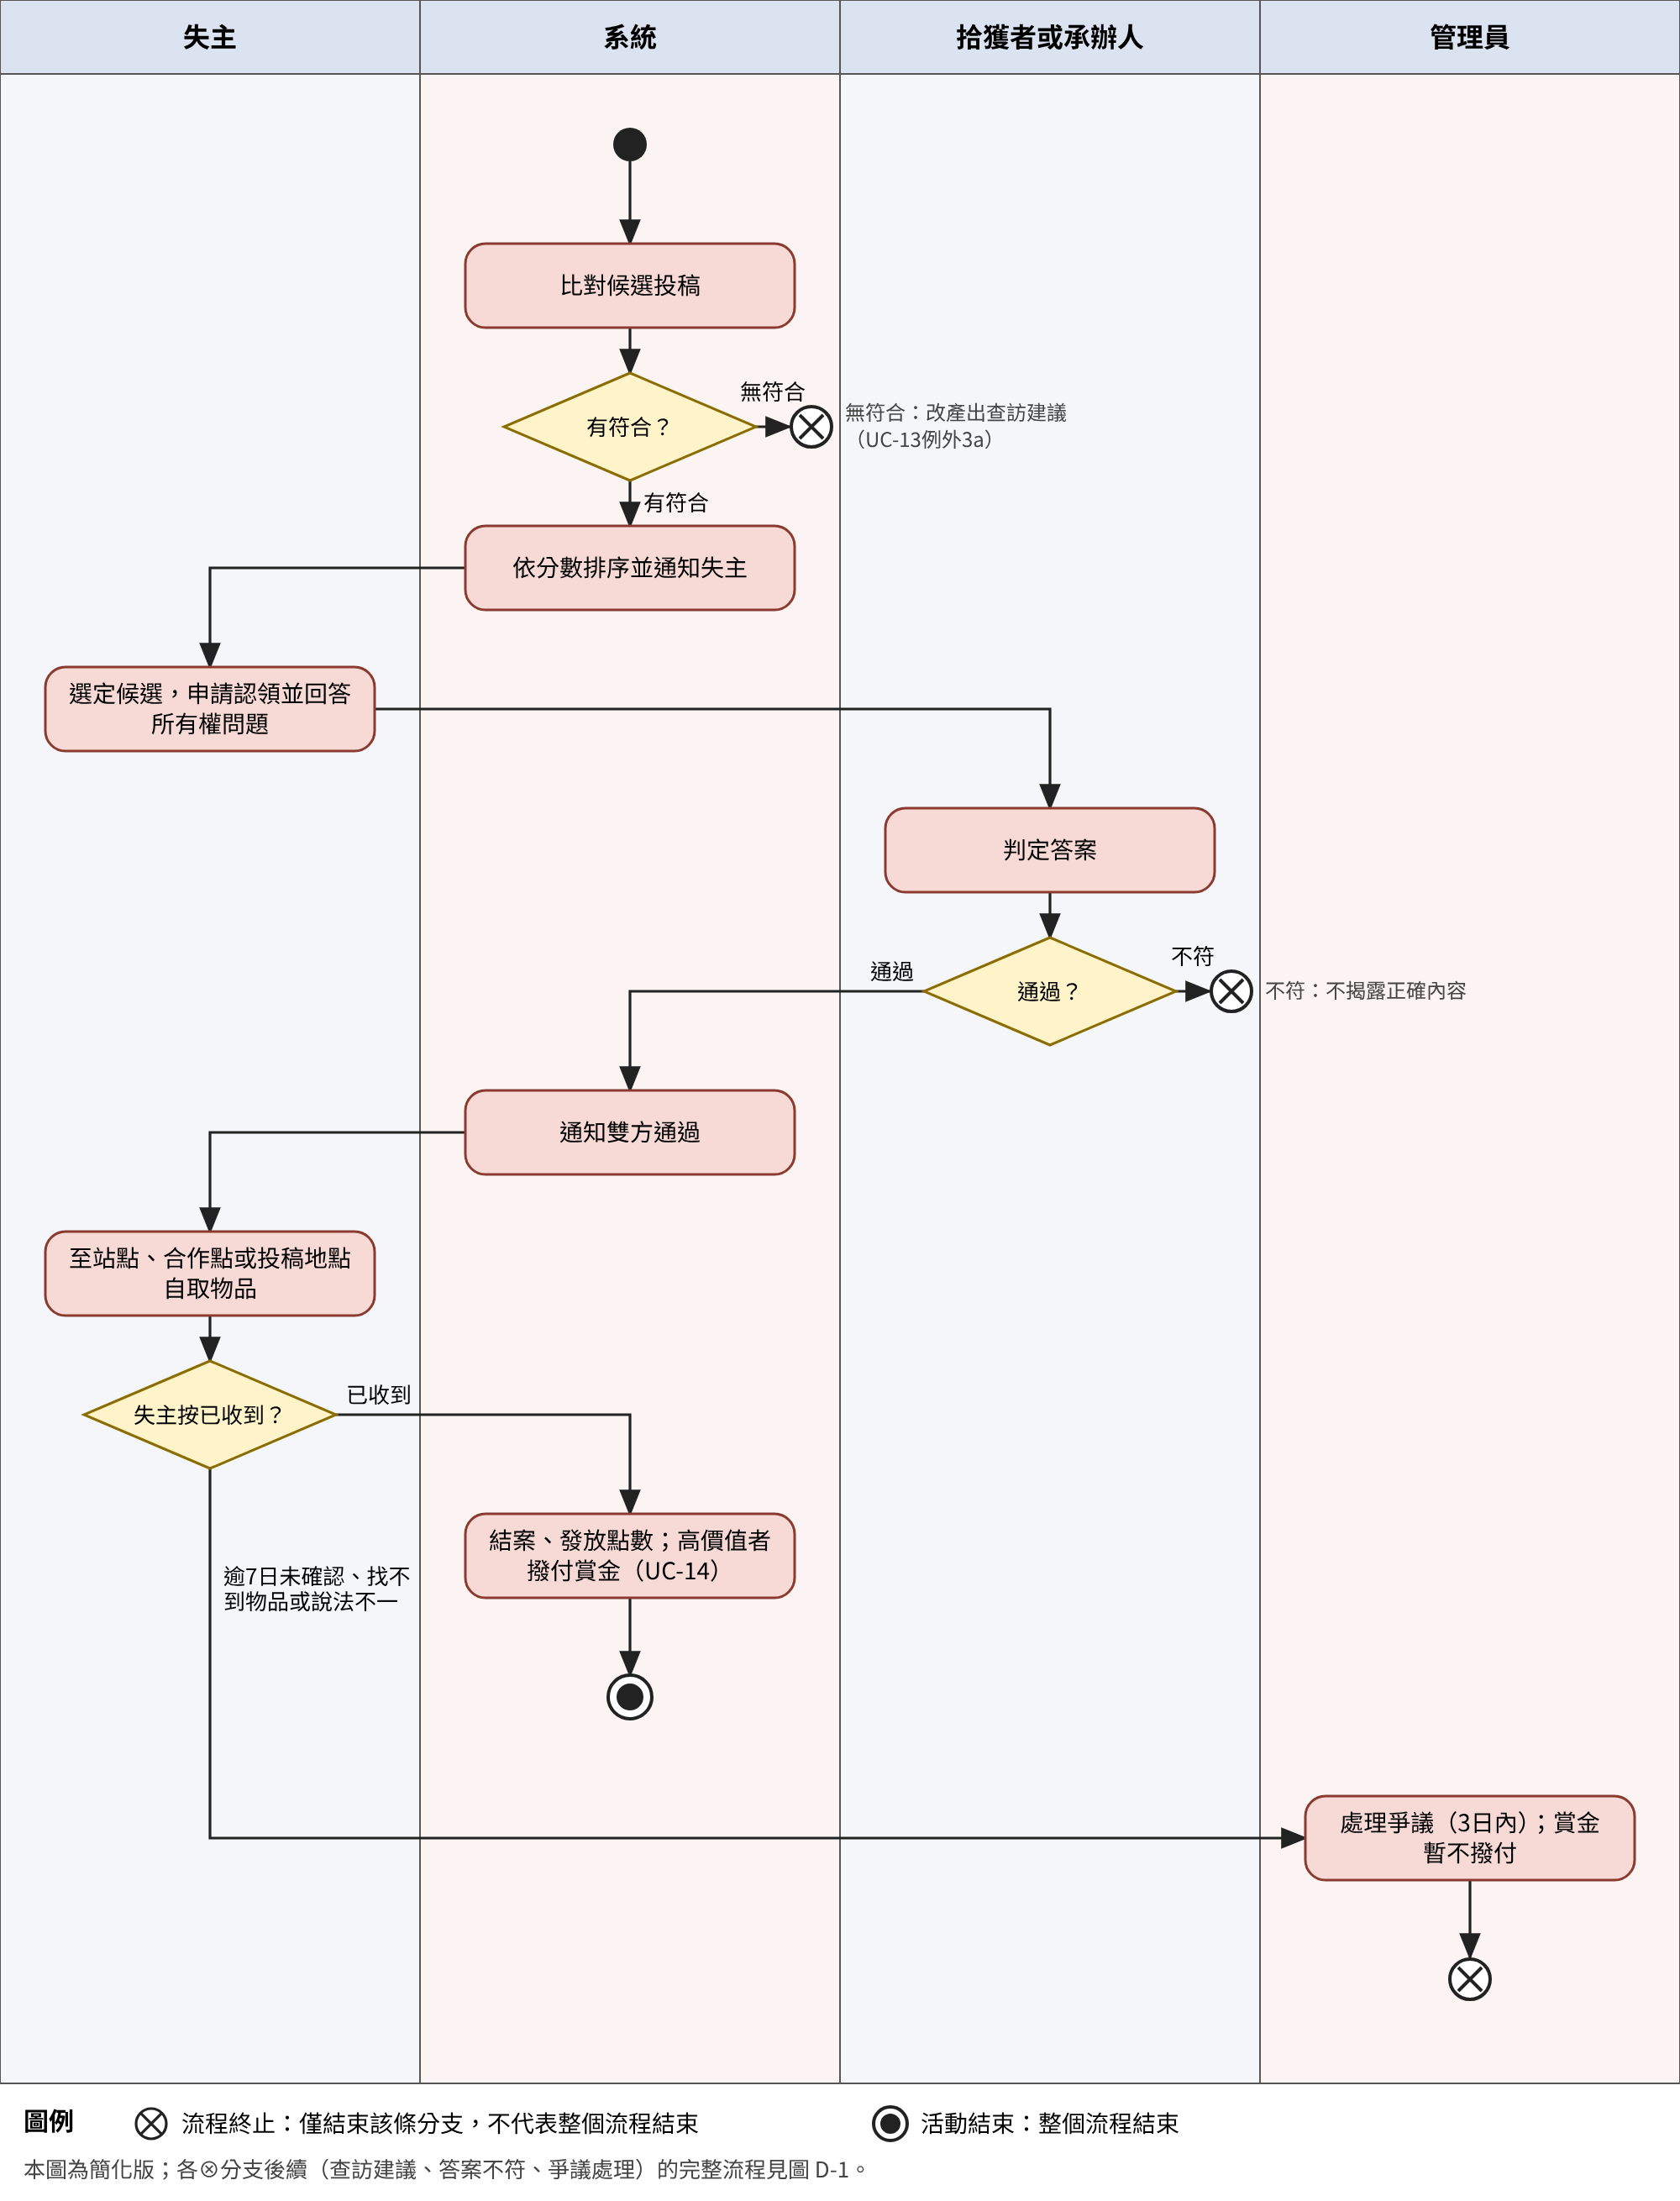 失主
系統
拾獲者或承辦人
管理員
比對候選投稿
無符合
有符合？
無符合：改產出查訪建議
（UC-13例外3a）
有符合
依分數排序並通知失主
選定候選，申請認領並回答
所有權問題
判定答案
通過
通過？
不符
不符：不揭露正確內容
通知雙方通過
至站點、合作點或投稿地點
自取物品
失主按已收到？
已收到
結案、發放點數；高價值者
撥付賞金（UC-14）
逾7日未確認、找不
到物品或說法不一
處理爭議（3日內）；賞金
暫不撥付
圖例
流程終止：僅結束該條分支，不代表整個流程結束
活動結束：整個流程結束
本圖為簡化版；各⊗分支後續（查訪建議、答案不符、爭議處理）的完整流程見圖 D-1。